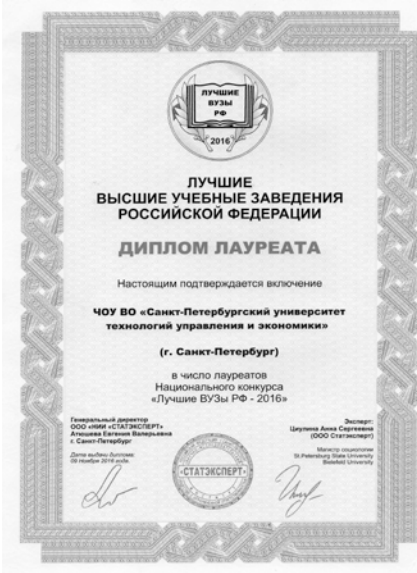 ЛУЧШИЕ
ВУЗЫ
РФ
2016
ЛУЧШИЕ
ВЫСШИЕ УЧЕБНЫЕ ЗАВЕДЕНИЯ
РОССИЙСКОЙ ФЕДЕРАЦИИ
ДИПЛОМ ЛАУРЕАТА
Настоящим подтверждается включение
ЧОУ ВО «Санкт-Петербургский университет
технологий управления и экономики»
(г. Санкт-Петербург)
в число лауреатов
Национального конкурса
«Лучшие ВУЗы РФ - 2016»
Генеральный директор
ООО «НИИ «СТАТЭКСПЕРТ»
Атюшева Евгения Валерьевна
г. Санкт-Петербург
Дата выдачи диплома:
09 Ноября 2016 года.
Эксперт:
Циулина Анна Сергеевна
(ООО Статэксперт)
Магистр социологии
St.Petersburg State University
Bielefeld University
СТАТЭКСПЕРТ